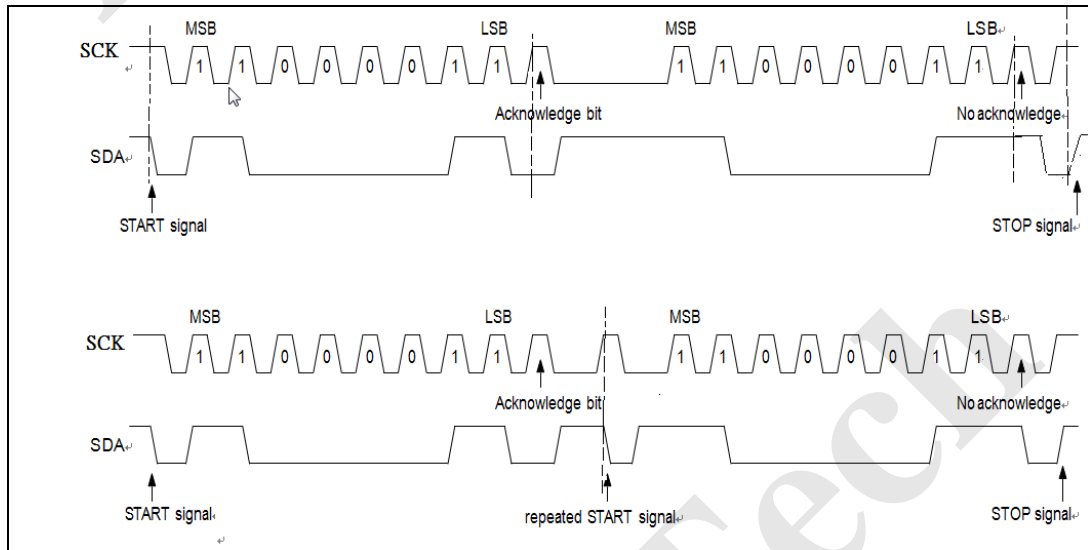 MSB LSB MSB LSB
SCK 1 1 0 0 0 0 1 1 1 1 0 0 0 0 1 1
Acknowledge bit No acknowledge
SDA
START signal STOP signal
MSB LSB MSB LSB
SCK 1 1 0 0 0 0 1 1 1 1 0 0 0 0 1 1
Acknowledge bit No acknowledge
SDA
START signal repeated START signal STOP signal
Tech